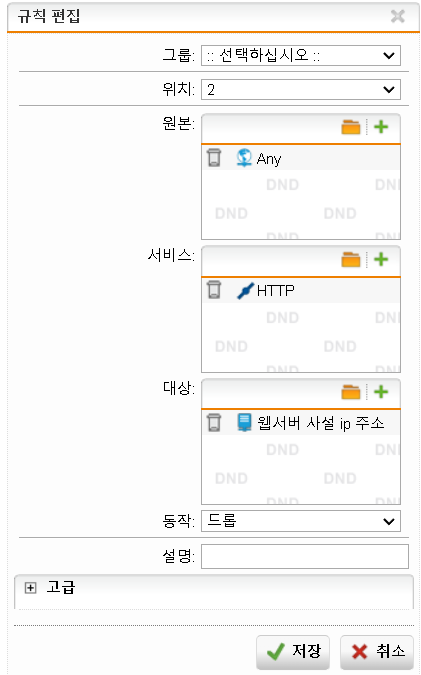 규칙 편집
그룹: :: 선택하십시오 ::
위치: 2
원본:
Any
DND DND
DND DND
DND DND
서비스:
HTTP
DND DND
DND DND
DND DND
대상:
웹서버 사설 ip 주소
DND DND
DND DND
DND DND
동작: 드롭
설명:
고급
저장 취소